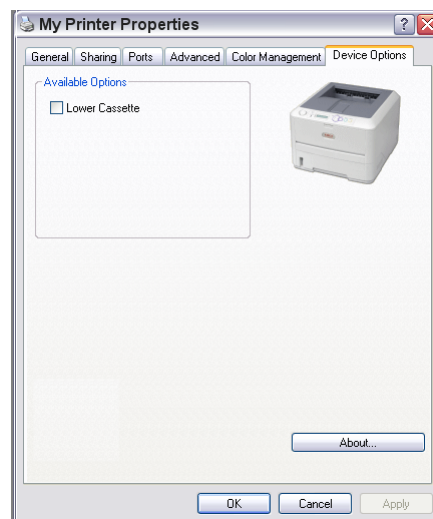 My Printer Properties
General Sharing Ports Advanced Color Management Device Options
Available Options
Lower Cassette
About...
OK Cancel Apply